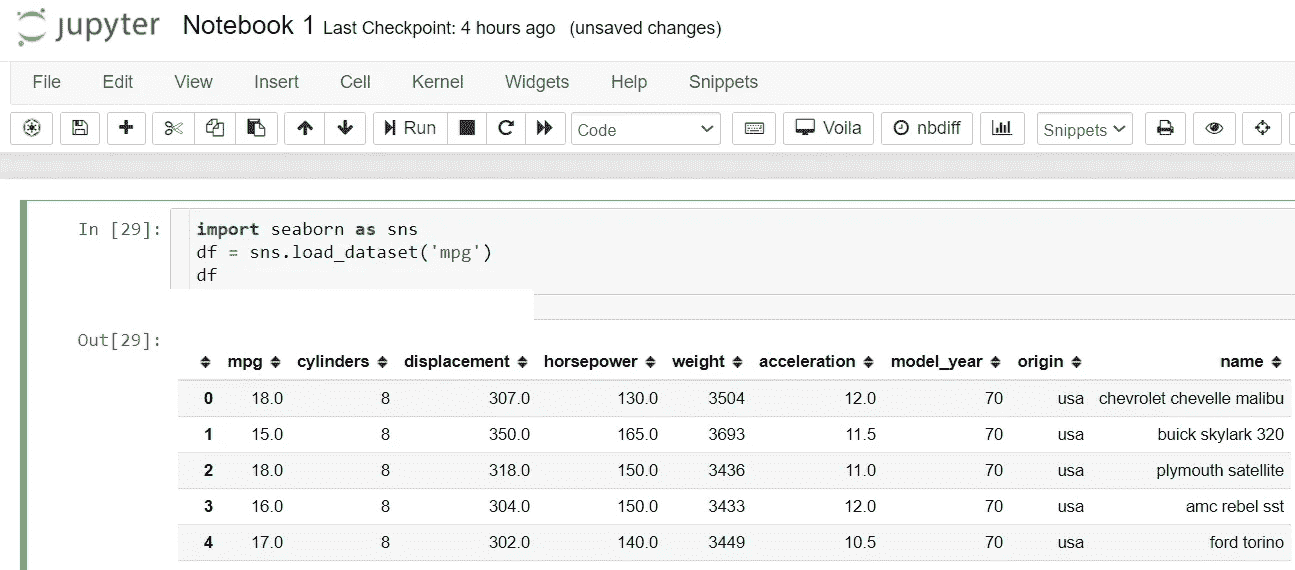 jupyter Notebook 1 Last Checkpoint: 4 hours ago (unsaved changes)
File Edit View Insert Cell Kernel Widgets Help Snippets
Run Code Voila nbdiff Snippets
In [29]: import seaborn as sns
df = sns.load_dataset('mpg')
df
Out[29]:
mpg cylinders displacement horsepower weight acceleration model_year origin name
0 18.0 8 307.0 130.0 3504 12.0 70 usa chevrolet chevelle malibu
1 15.0 8 350.0 165.0 3693 11.5 70 usa buick skylark 320
2 18.0 8 318.0 150.0 3436 11.0 70 usa plymouth satellite
3 16.0 8 304.0 150.0 3433 12.0 70 usa amc rebel sst
4 17.0 8 302.0 140.0 3449 10.5 70 usa ford torino